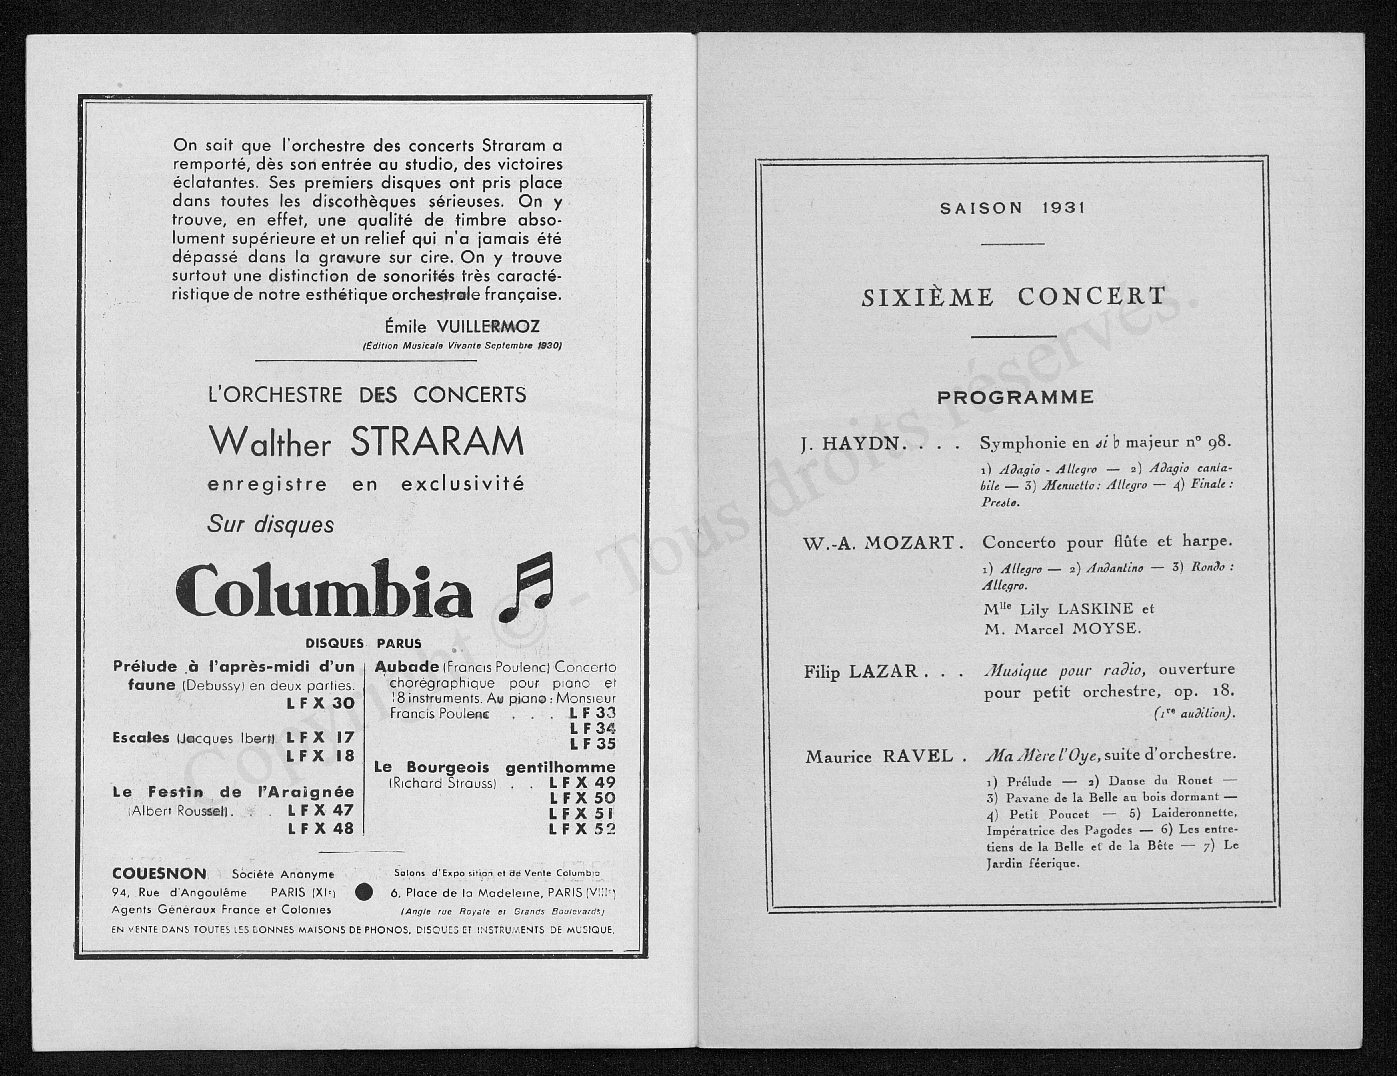 On sait que l'orchestre des concerts Straram a
remporté, dès son entrée au studio, des victoires
éclatantes. Ses premiers disques ont pris place
dans toutes les discothèques sérieuses. On y
trouve, en effet, une qualité de timbre abso-
lument supérieure et un relief qui n'a jamais été
dépassé dans la gravure sur cire. On y trouve
surtout une distinction de sonorités très caracté-
ristique de notre esthétique orchestrale française.
Émile VUILLERMOZ
(Édition Musicale Vivante Septembre 1930)
L'ORCHESTRE DES CONCERTS
Walther STRARAM
enregistre en exclusivité
Sur disques
Columbia
DISQUES PARUS
Prélude à l'après-midi d'un
faune (Debussy) en deux parties.
LFX 30
Escales (Jacques Ibert) LFX 17
LFX 18
Le Festin de l'Araignée
(Albert Roussel). . . LFX 47
LFX 48
Aubade (Francis Poulenc) Concerto
chorégraphique pour piano et
18 instruments. Au piano : Monsieur
Francis Poulenc . . . LF 33
LF 34
LF 35
Le Bourgeois gentilhomme
(Richard Strauss) . . LFX 49
LFX 50
LFX 51
LFX 52
COUESNON Société Anonyme
94, Rue d'Angoulême PARIS (XIe)
Agents Généraux France et Colonies
Salons d'Exposition et de Vente Columbia
6, Place de la Madeleine, PARIS (VIIIe)
(Angle rue Royale et Grands Boulevards)
EN VENTE DANS TOUTES LES BONNES MAISONS DE PHONOS, DISQUES ET INSTRUMENTS DE MUSIQUE.
SAISON 1931
SIXIÈME CONCERT
PROGRAMME
J. HAYDN. . . . Symphonie en si ♭ majeur n° 98.
1) Adagio - Allegro — 2) Adagio canta-
bile — 3) Menuetto : Allegro — 4) Finale :
Presto.
W.-A. MOZART. Concerto pour flûte et harpe.
1) Allegro — 2) Andantino — 3) Rondo :
Allegro.
Mlle Lily LASKINE et
M. Marcel MOYSE.
Filip LAZAR. . . Musique pour radio, ouverture
pour petit orchestre, op. 18.
(1re audition).
Maurice RAVEL . Ma Mère l'Oye, suite d'orchestre.
1) Prélude — 2) Danse du Rouet —
3) Pavane de la Belle au bois dormant —
4) Petit Poucet — 5) Laideronnette,
Impératrice des Pagodes — 6) Les entre-
tiens de la Belle et de la Bête — 7) Le
Jardin féerique.
Copyright © - Tous droits réservés.